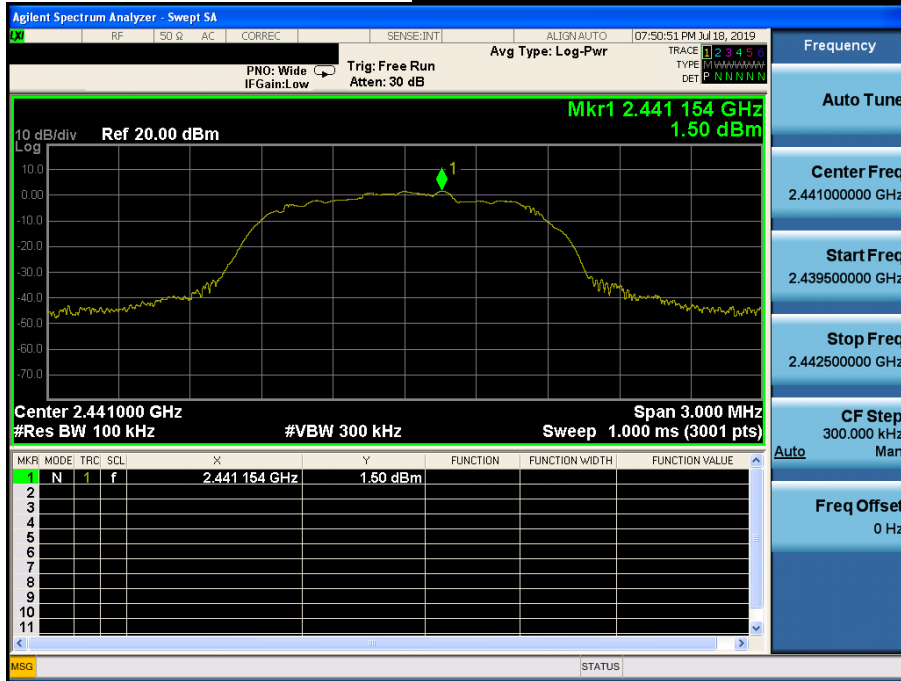 Agilent Spectrum Analyzer - Swept SA
LXI RF 50 Ω AC CORREC SENSE:INT ALIGN AUTO 07:50:51 PM Jul 18, 2019
Avg Type: Log-Pwr
TRACE 1 2 3 4 5 6
TYPE M WWWWW
DET P N N N N N
PNO: Wide Trig: Free Run
IFGain:Low Atten: 30 dB
Mkr1 2.441 154 GHz
1.50 dBm
10 dB/div Ref 20.00 dBm
Log
10.0
0.00
-10.0
-20.0
-30.0
-40.0
-50.0
-60.0
-70.0
1
Center 2.441000 GHz Span 3.000 MHz
#Res BW 100 kHz #VBW 300 kHz Sweep 1.000 ms (3001 pts)
MKR MODE TRC SCL X Y FUNCTION FUNCTION WIDTH FUNCTION VALUE
1 N 1 f 2.441 154 GHz 1.50 dBm
2
3
4
5
6
7
8
9
10
11
MSG STATUS
Frequency
Auto Tune
Center Freq
2.441000000 GHz
Start Freq
2.439500000 GHz
Stop Freq
2.442500000 GHz
CF Step
300.000 kHz
Auto Man
Freq Offset
0 Hz